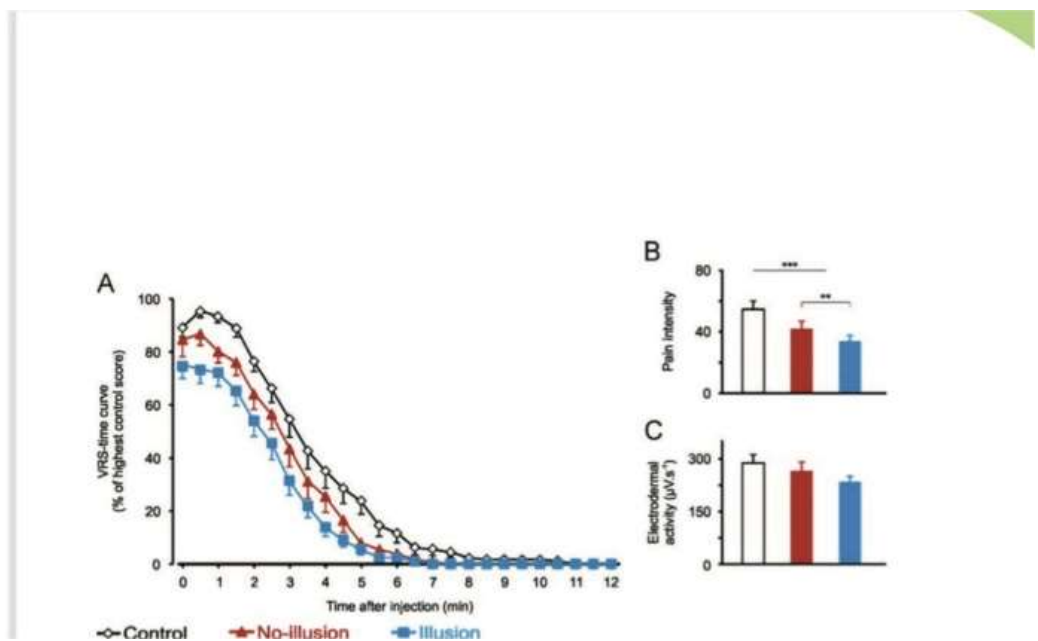 A
100
80
60
40
20
0
VRS-time curve
(% of highest control score)
0 1 2 3 4 5 6 7 8 9 10 11 12
Time after injection (min)
Control No-illusion Illusion
B
80
40
0
Pain intensity
***
**
C
300
150
0
Electrodermal
activity (µV.s⁻¹)